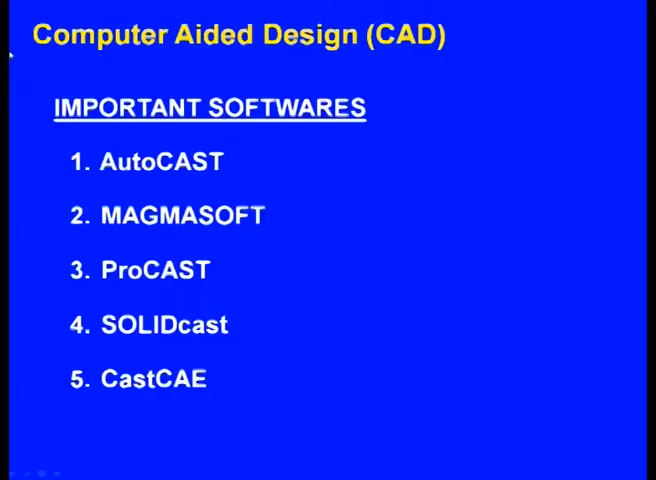 Computer Aided Design (CAD)
IMPORTANT SOFTWARES
1. AutoCAST
2. MAGMASOFT
3. ProCAST
4. SOLIDcast
5. CastCAE